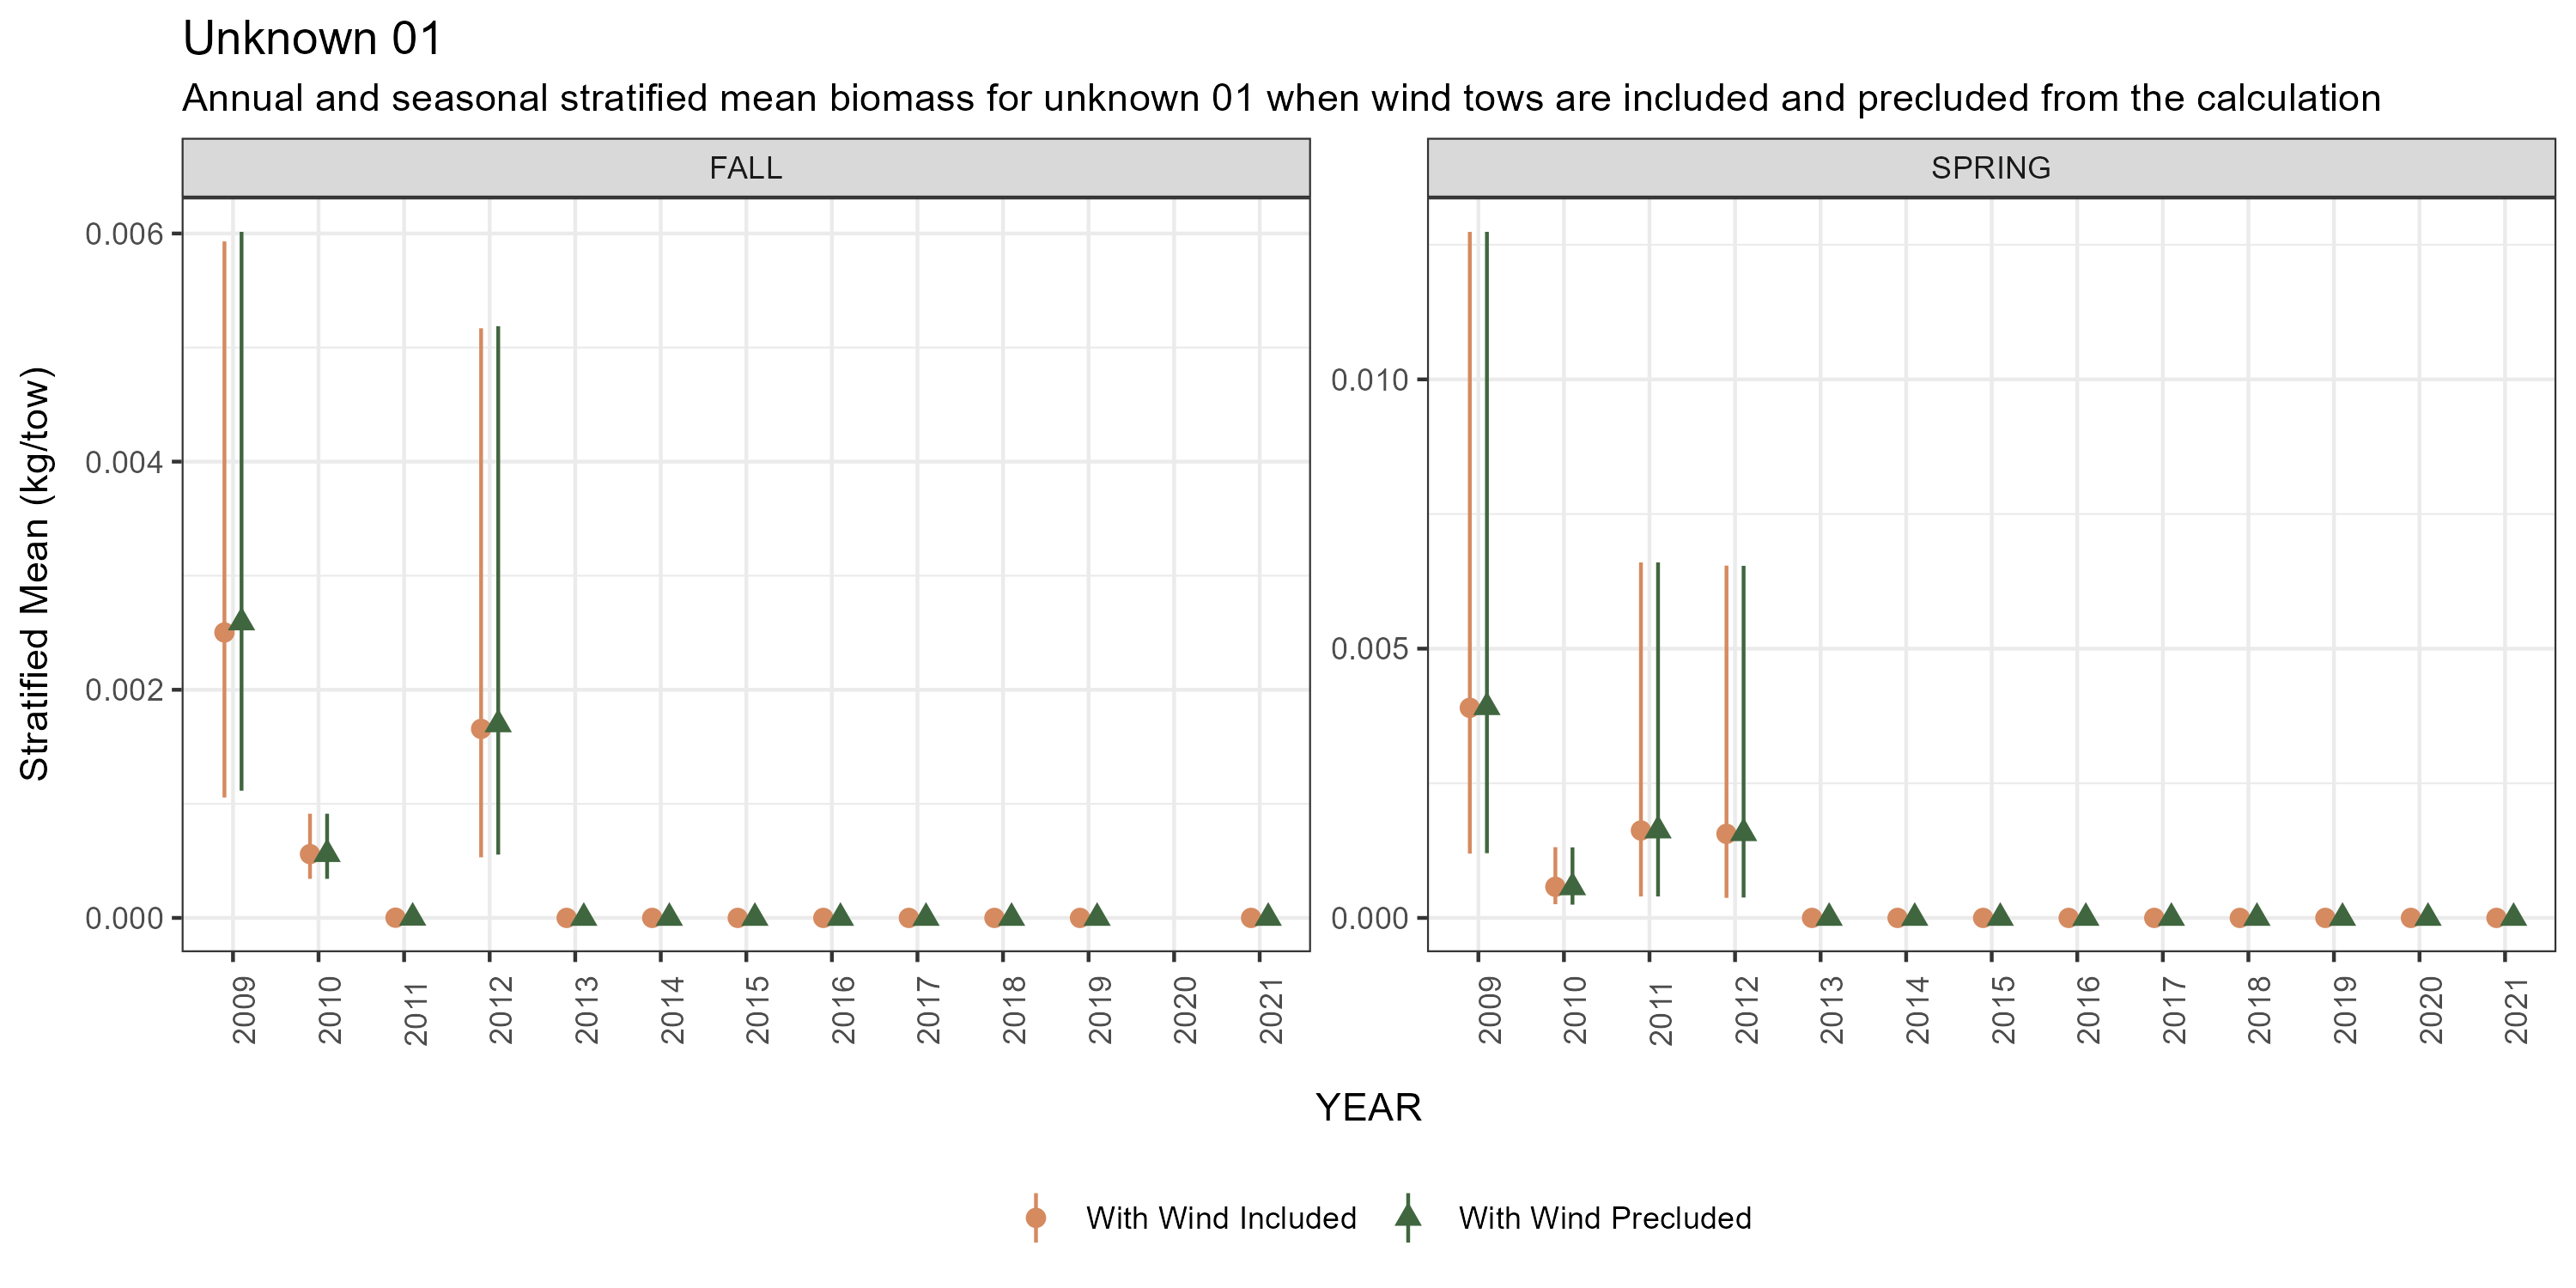 Unknown 01
Annual and seasonal stratified mean biomass for unknown 01 when wind tows are included and precluded from the calculation
FALL
SPRING
Stratified Mean (kg/tow)
0.006
0.004
0.002
0.000
0.010
0.005
0.000
2009 2010 2011 2012 2013 2014 2015 2016 2017 2018 2019 2020 2021
2009 2010 2011 2012 2013 2014 2015 2016 2017 2018 2019 2020 2021
YEAR
With Wind Included
With Wind Precluded